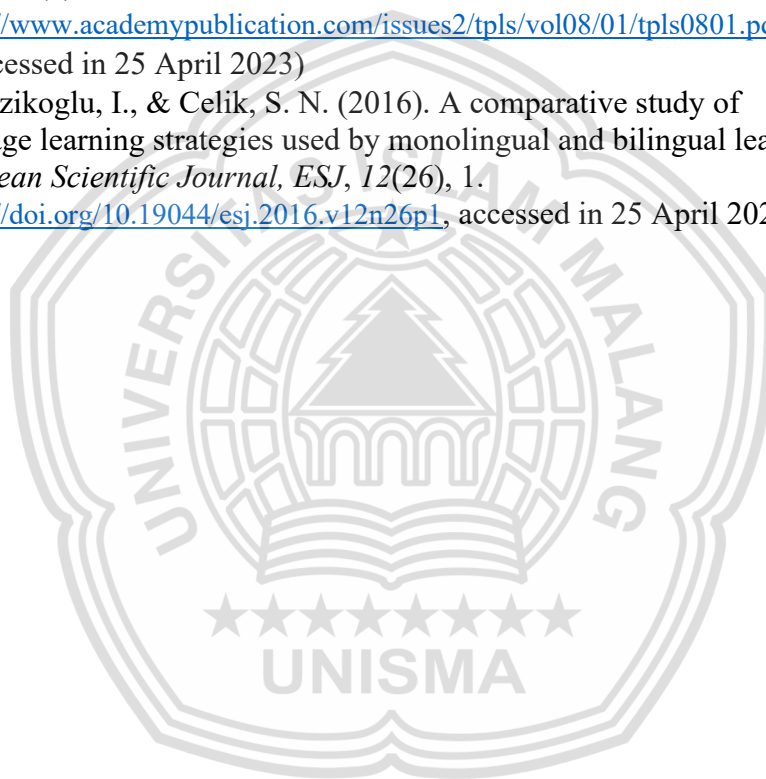 //www.academypublication.com/issues2/tpls/vol08/01/tpls0801.pd
cessed in 25 April 2023)
zikoglu, I., & Celik, S. N. (2016). A comparative study of
ge learning strategies used by monolingual and bilingual lea
ean Scientific Journal, ESJ, 12(26), 1.
//doi.org/10.19044/esj.2016.v12n26p1, accessed in 25 April 202
UNIVERSITAS ISLAM MALANG
UNISMA